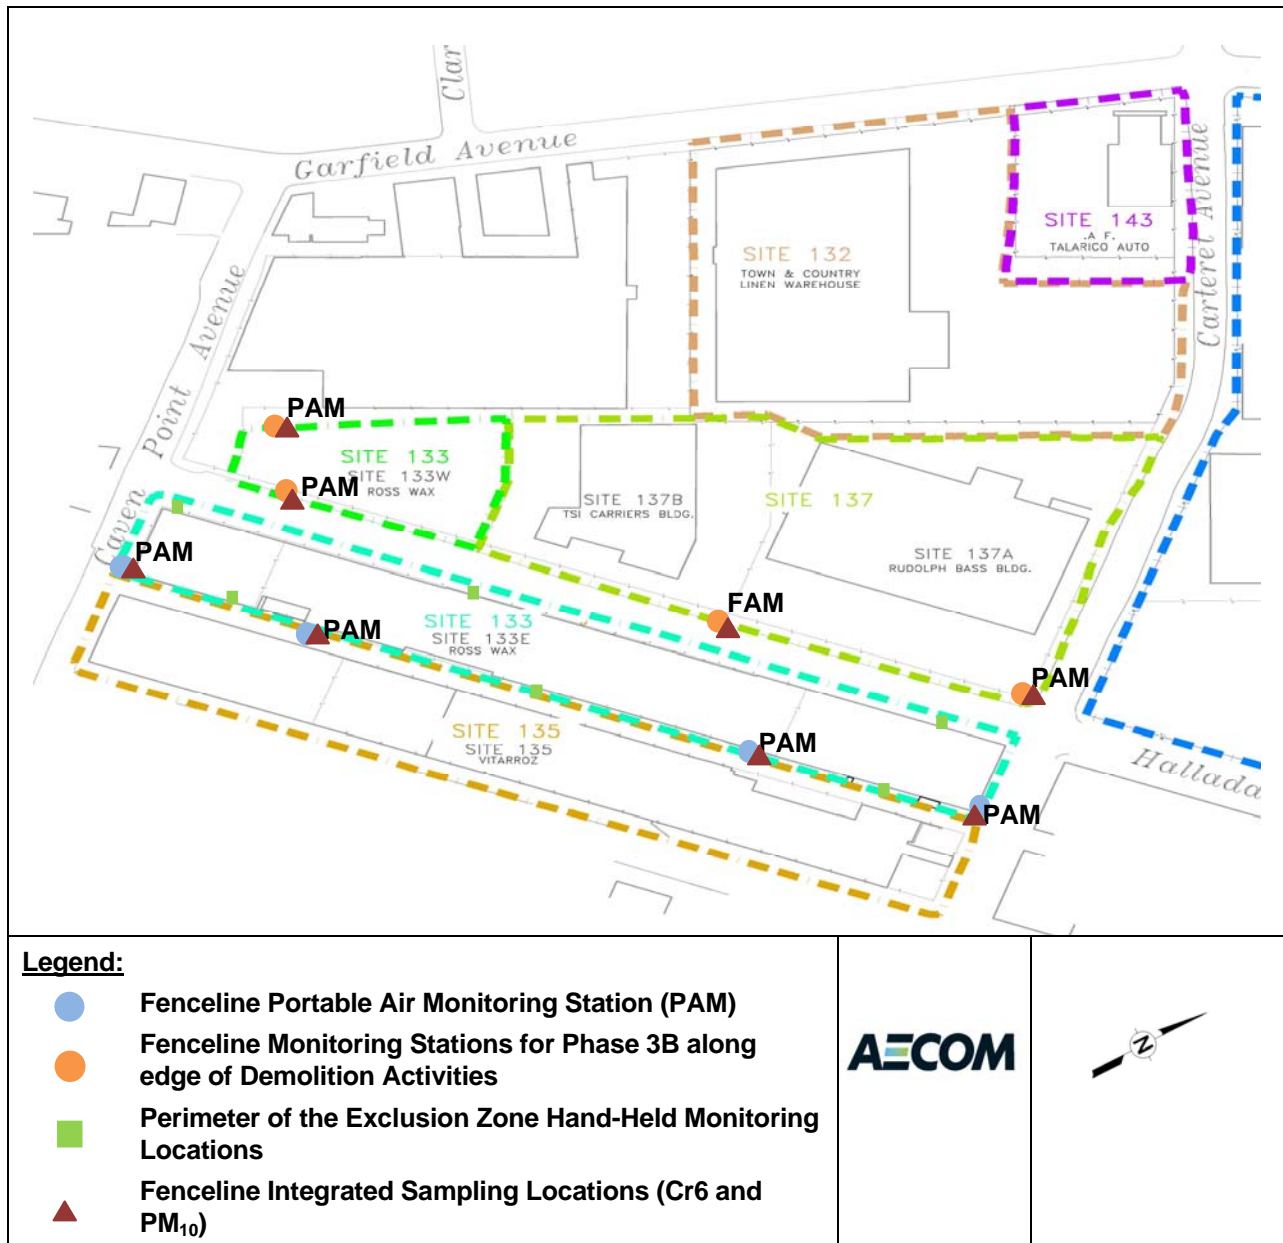 Clar
Garfield Avenue
Carteret Avenue
SITE 143
.A F.
TALARICO AUTO
SITE 132
TOWN & COUNTRY
LINEN WAREHOUSE
Caven Point Avenue
PAM
SITE 133
SITE 133W
ROSS WAX
PAM
SITE 137B
TSI CARRIERS BLDG.
SITE 137
SITE 137A
RUDOLPH BASS BLDG.
PAM
PAM
SITE 133
SITE 133E
ROSS WAX
FAM
PAM
SITE 135
SITE 135
VITARROZ
PAM
PAM
Hallada
Legend:
Fenceline Portable Air Monitoring Station (PAM)
Fenceline Monitoring Stations for Phase 3B along
edge of Demolition Activities
Perimeter of the Exclusion Zone Hand-Held Monitoring
Locations
Fenceline Integrated Sampling Locations (Cr6 and
PM10)
AECOM
N